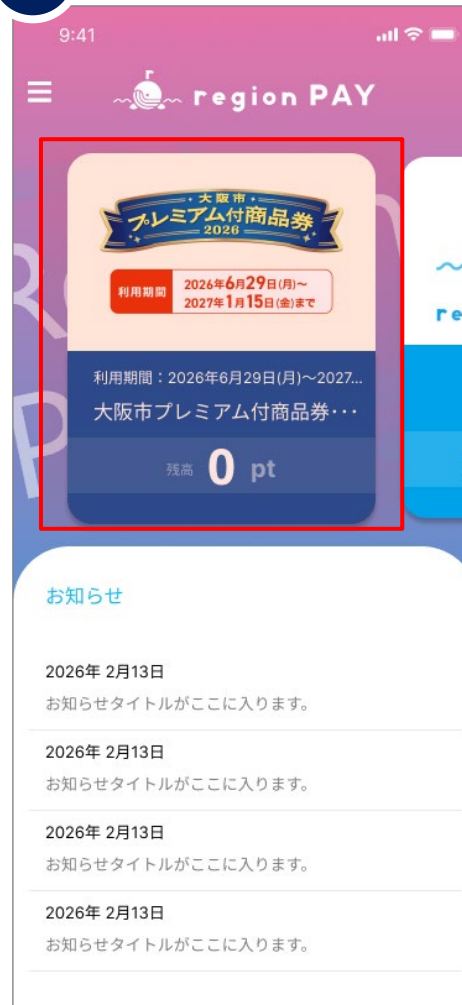 9:41
region PAY
大阪市
プレミアム付商品券
2026
利用期間
2026年6月29日(月)〜
2027年1月15日(金)まで
利用期間：2026年6月29日(月)〜2027...
大阪市プレミアム付商品券･･･
残高 0 pt
re
お知らせ
2026年 2月13日
お知らせタイトルがここに入ります。
2026年 2月13日
お知らせタイトルがここに入ります。
2026年 2月13日
お知らせタイトルがここに入ります。
2026年 2月13日
お知らせタイトルがここに入ります。